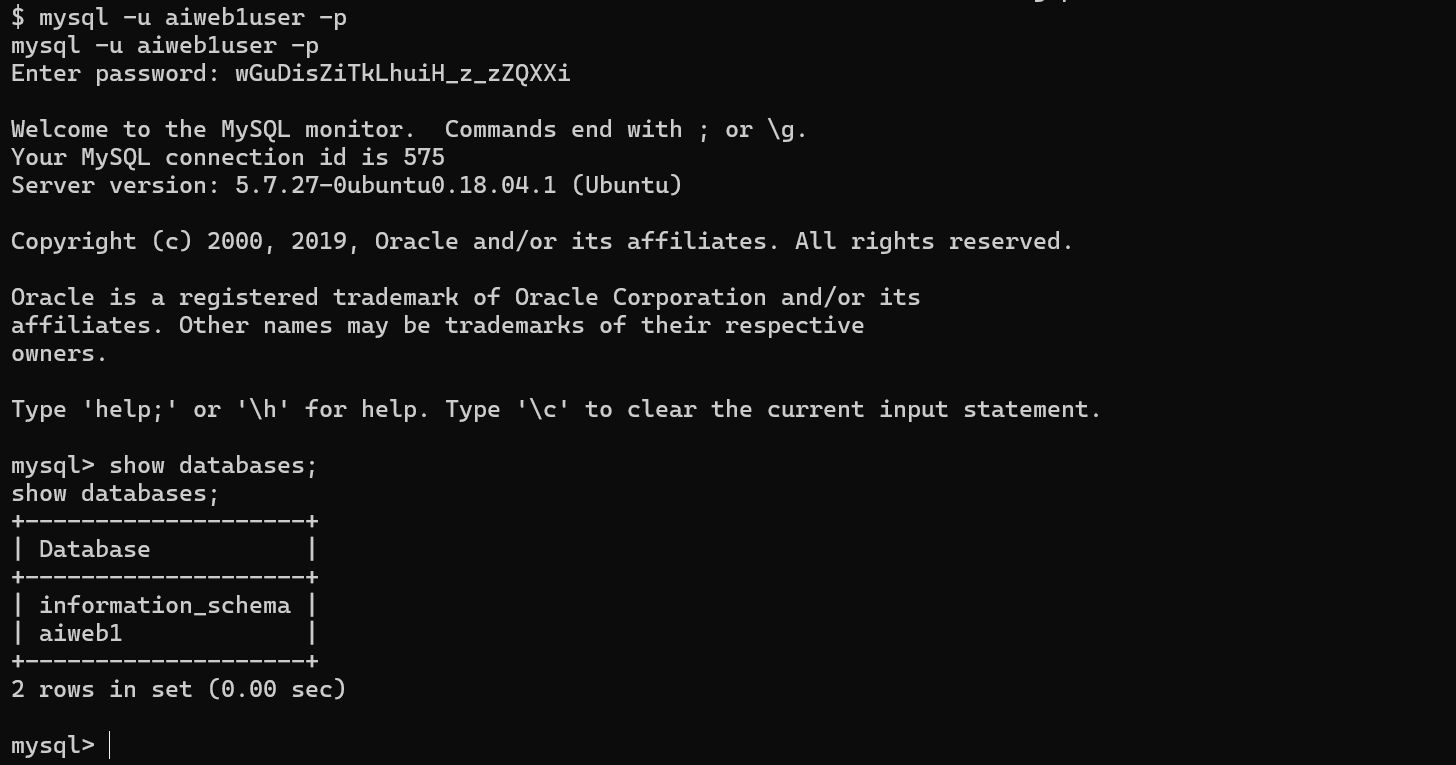 $ mysql -u aiweb1user -p
mysql -u aiweb1user -p
Enter password: wGuDisZiTkLhuiH_z_zZQXXi
Welcome to the MySQL monitor.  Commands end with ; or \g.
Your MySQL connection id is 575
Server version: 5.7.27-0ubuntu0.18.04.1 (Ubuntu)
Copyright (c) 2000, 2019, Oracle and/or its affiliates. All rights reserved.
Oracle is a registered trademark of Oracle Corporation and/or its
affiliates. Other names may be trademarks of their respective
owners.
Type 'help;' or '\h' for help. Type '\c' to clear the current input statement.
mysql> show databases;
show databases;
+--------------------+
| Database           |
+--------------------+
| information_schema |
| aiweb1             |
+--------------------+
2 rows in set (0.00 sec)
mysql>